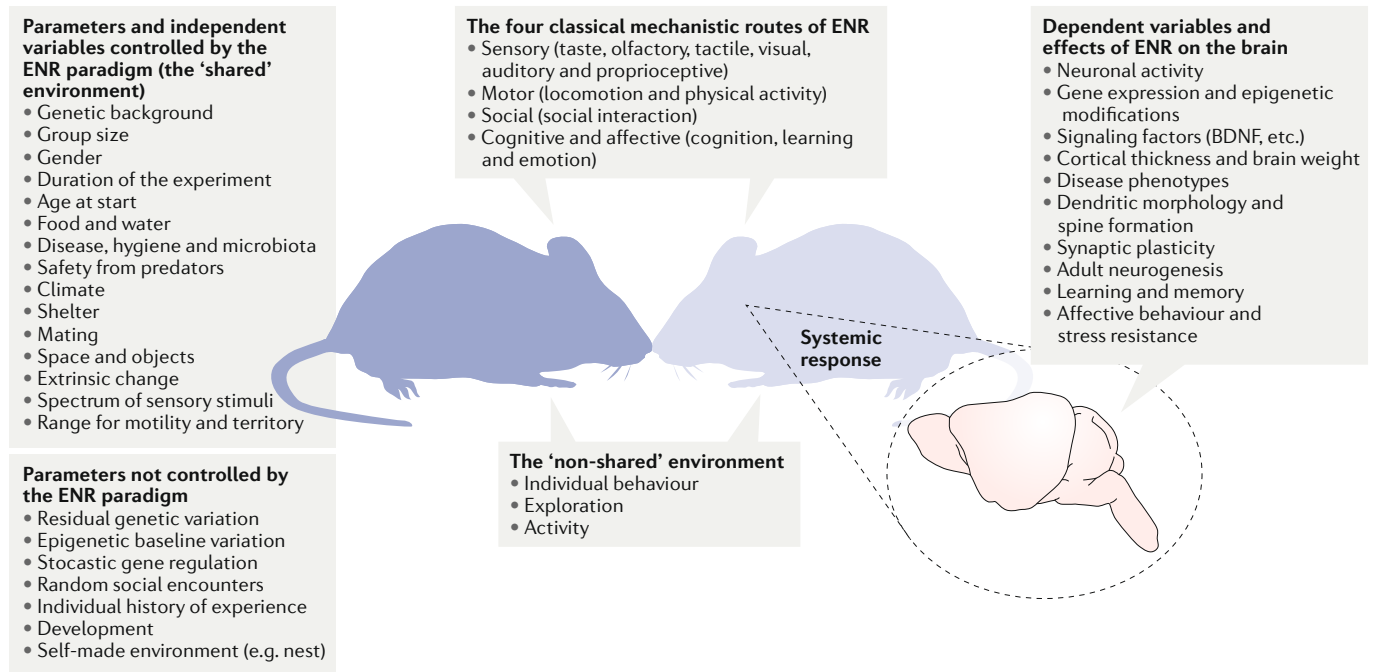 Parameters and independent
variables controlled by the
ENR paradigm (the ‘shared’
environment)
• Genetic background
• Group size
• Gender
• Duration of the experiment
• Age at start
• Food and water
• Disease, hygiene and microbiota
• Safety from predators
• Climate
• Shelter
• Mating
• Space and objects
• Extrinsic change
• Spectrum of sensory stimuli
• Range for motility and territory
Parameters not controlled by
the ENR paradigm
• Residual genetic variation
• Epigenetic baseline variation
• Stocastic gene regulation
• Random social encounters
• Individual history of experience
• Development
• Self-made environment (e.g. nest)
The four classical mechanistic routes of ENR
• Sensory (taste, olfactory, tactile, visual,
auditory and proprioceptive)
• Motor (locomotion and physical activity)
• Social (social interaction)
• Cognitive and affective (cognition, learning
and emotion)
Systemic
response
The ‘non-shared’ environment
• Individual behaviour
• Exploration
• Activity
Dependent variables and
effects of ENR on the brain
• Neuronal activity
• Gene expression and epigenetic
modifications
• Signaling factors (BDNF, etc.)
• Cortical thickness and brain weight
• Disease phenotypes
• Dendritic morphology and
spine formation
• Synaptic plasticity
• Adult neurogenesis
• Learning and memory
• Affective behaviour and
stress resistance